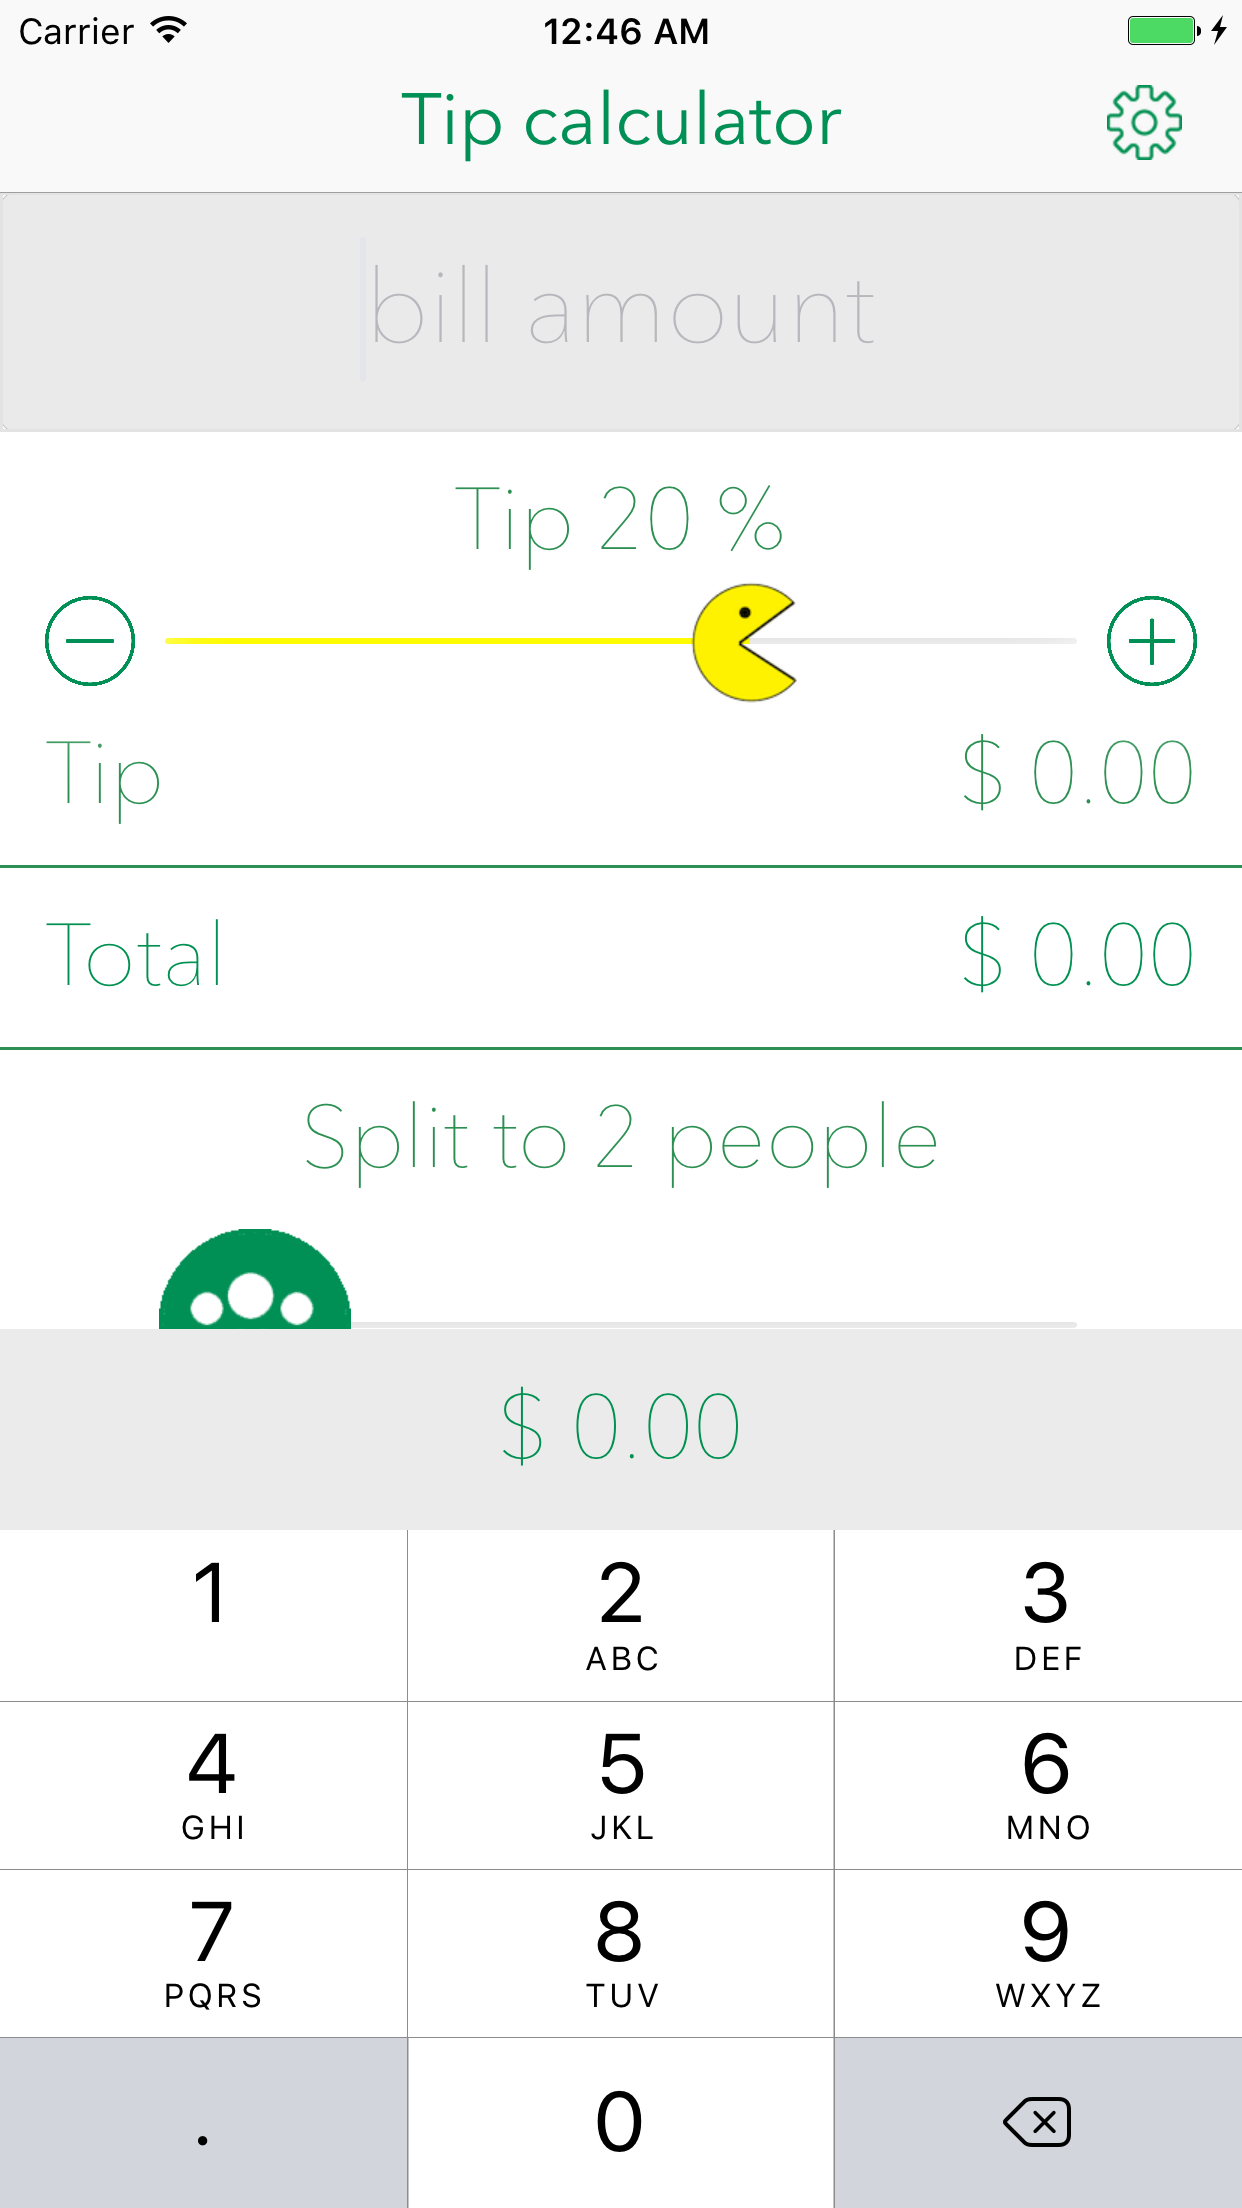 Carrier 12:46 AM
Tip calculator
bill amount
Tip 20 %
Tip $ 0.00
Total $ 0.00
Split to 2 people
$ 0.00
1 2 3
ABC DEF
4 5 6
GHI JKL MNO
7 8 9
PQRS TUV WXYZ
. 0